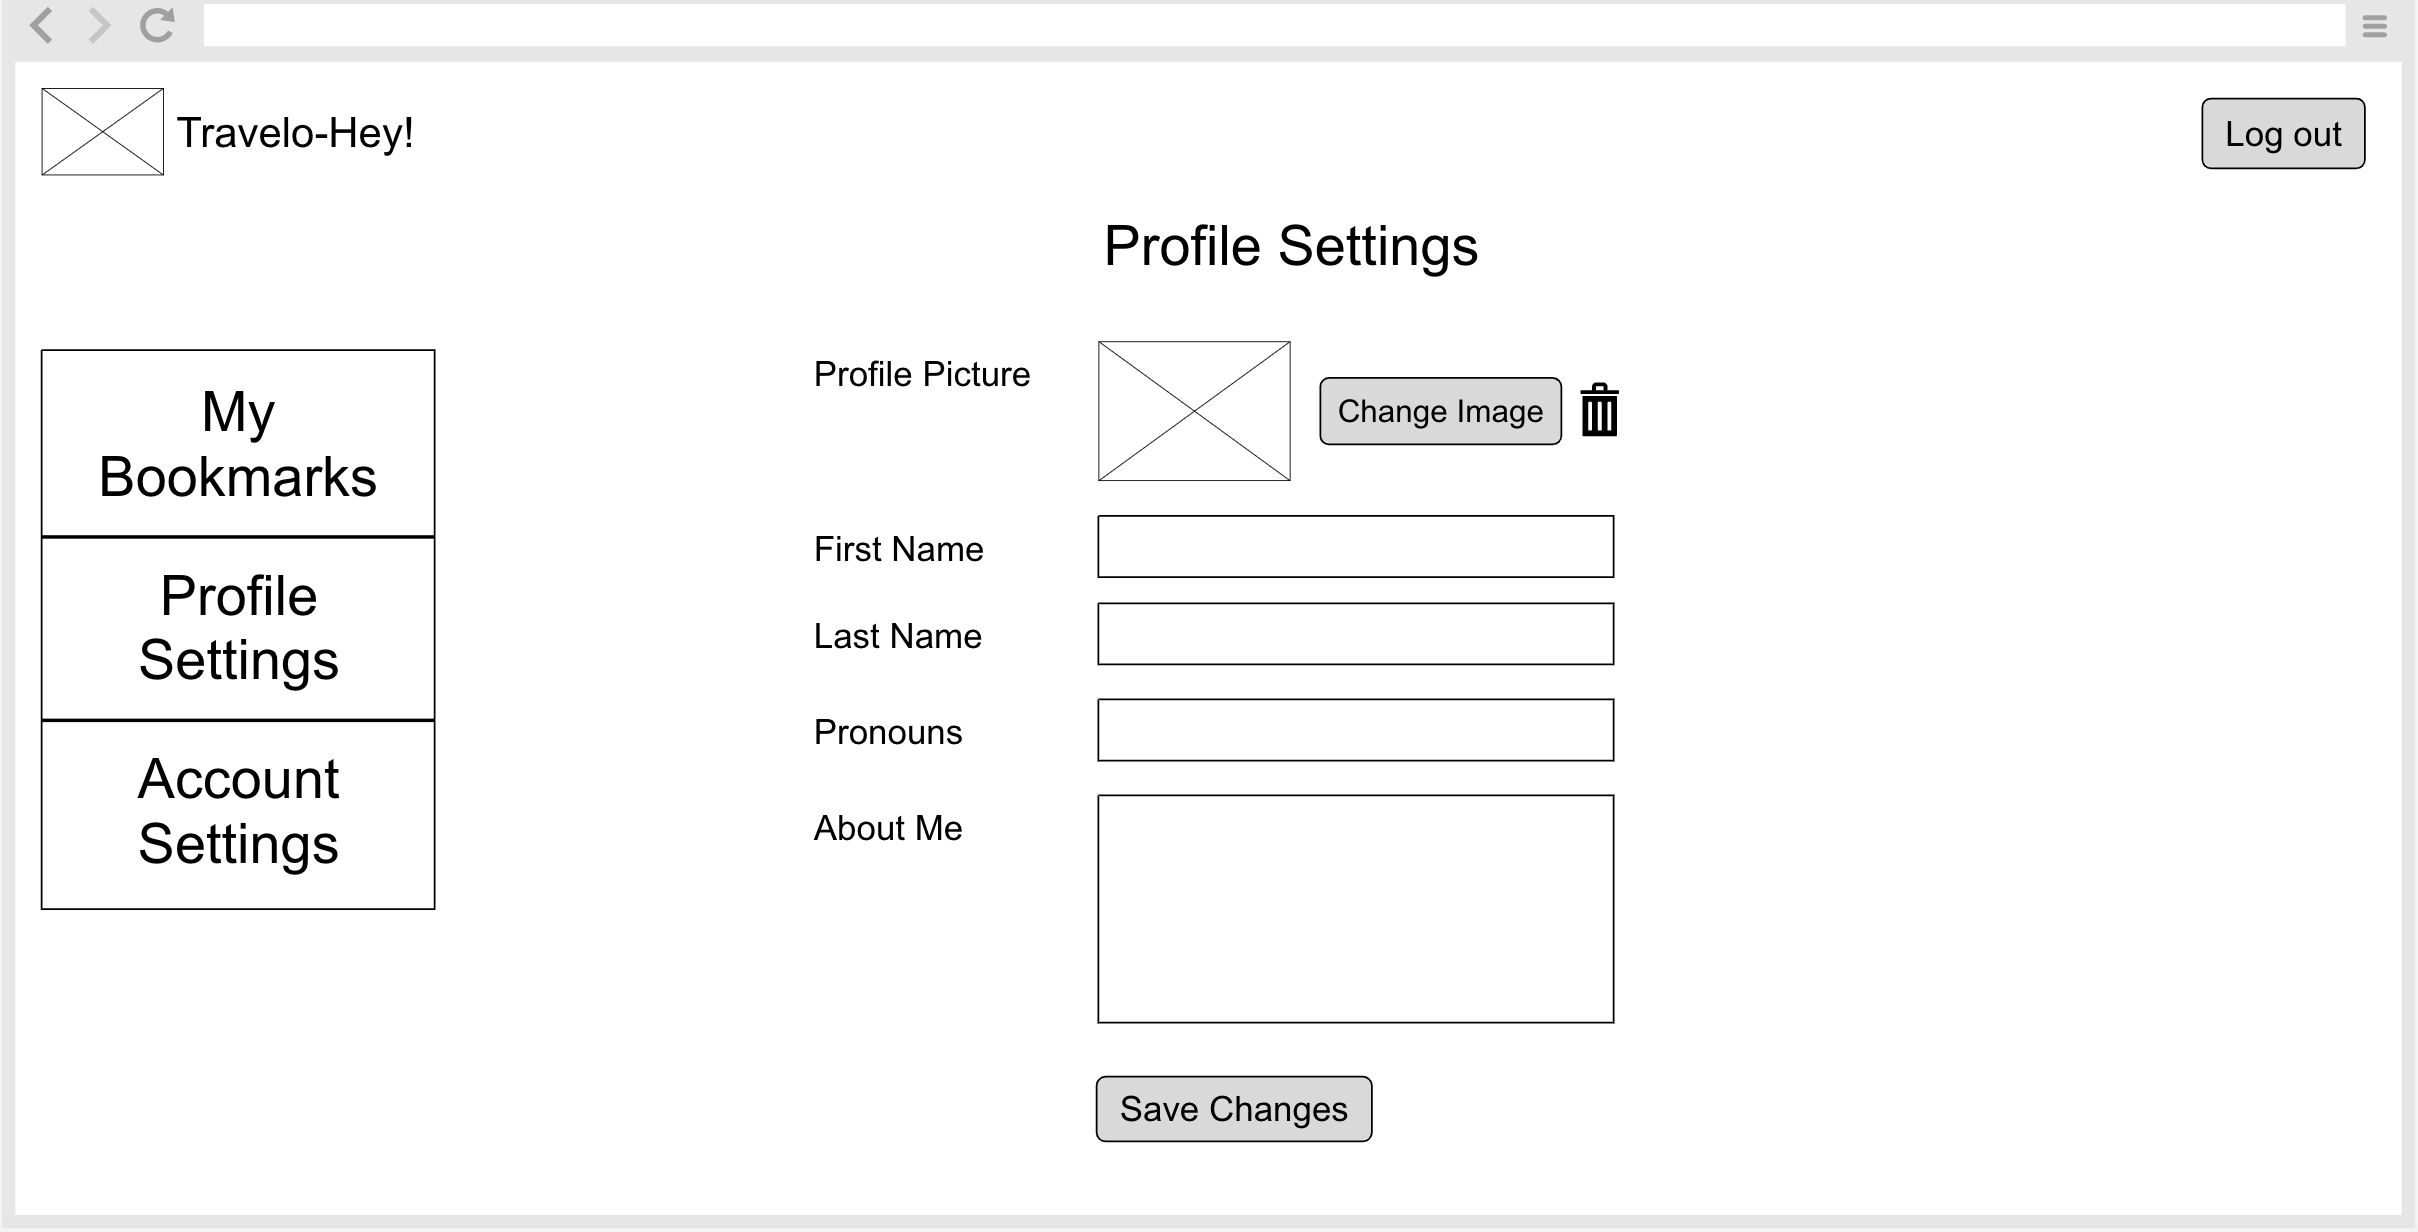 Travelo-Hey!
Log out
Profile Settings
My
Bookmarks
Profile
Settings
Account
Settings
Profile Picture
Change Image
First Name
Last Name
Pronouns
About Me
Save Changes